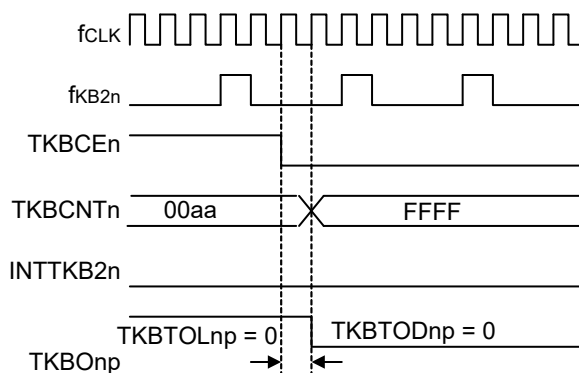 fCLK
fKB2n
TKBCEn
TKBCNTn 00aa FFFF
INTTKB2n
TKBTOLnp = 0 TKBTODnp = 0
TKBOnp